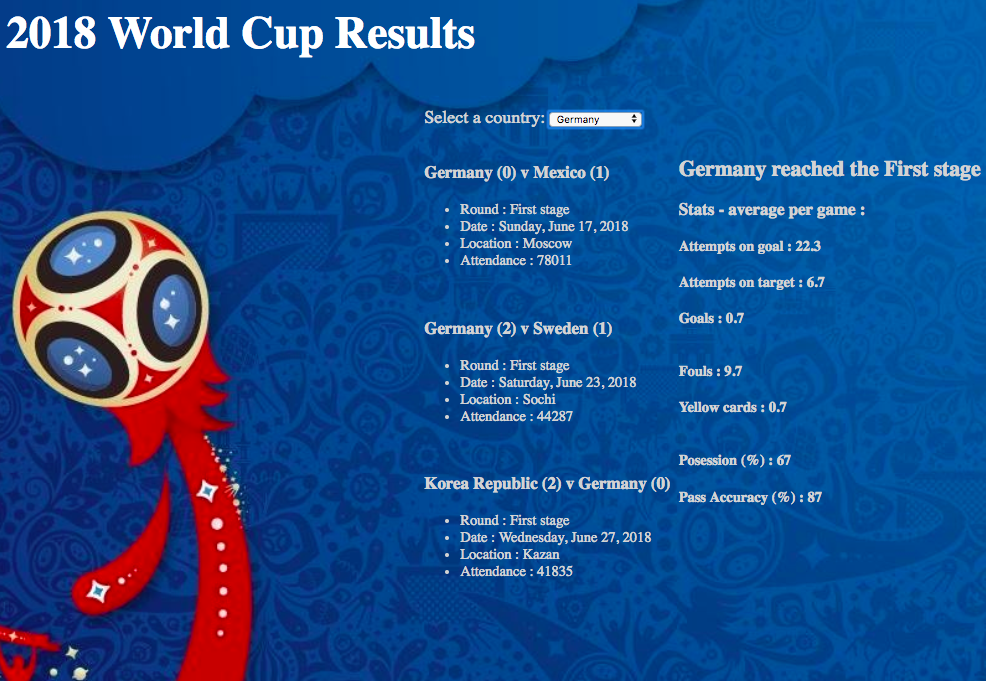 2018 World Cup Results
Select a country: Germany
Germany (0) v Mexico (1)
Round : First stage
Date : Sunday, June 17, 2018
Location : Moscow
Attendance : 78011
Germany (2) v Sweden (1)
Round : First stage
Date : Saturday, June 23, 2018
Location : Sochi
Attendance : 44287
Korea Republic (2) v Germany (0)
Round : First stage
Date : Wednesday, June 27, 2018
Location : Kazan
Attendance : 41835
Germany reached the First stage
Stats - average per game :
Attempts on goal : 22.3
Attempts on target : 6.7
Goals : 0.7
Fouls : 9.7
Yellow cards : 0.7
Posession (%) : 67
Pass Accuracy (%) : 87